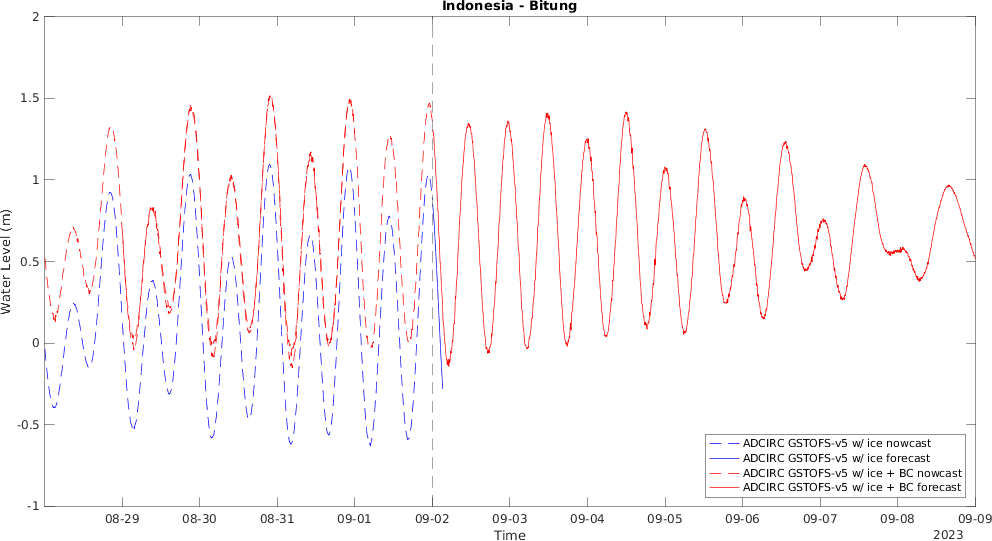 Indonesia - Bitung
2
1.5
1
0.5
0
-0.5
-1
Water Level (m)
08-29 08-30 08-31 09-01 09-02 09-03 09-04 09-05 09-06 09-07 09-08 09-09
Time
2023
ADCIRC GSTOFS-v5 w/ ice nowcast
ADCIRC GSTOFS-v5 w/ ice forecast
ADCIRC GSTOFS-v5 w/ ice + BC nowcast
ADCIRC GSTOFS-v5 w/ ice + BC forecast